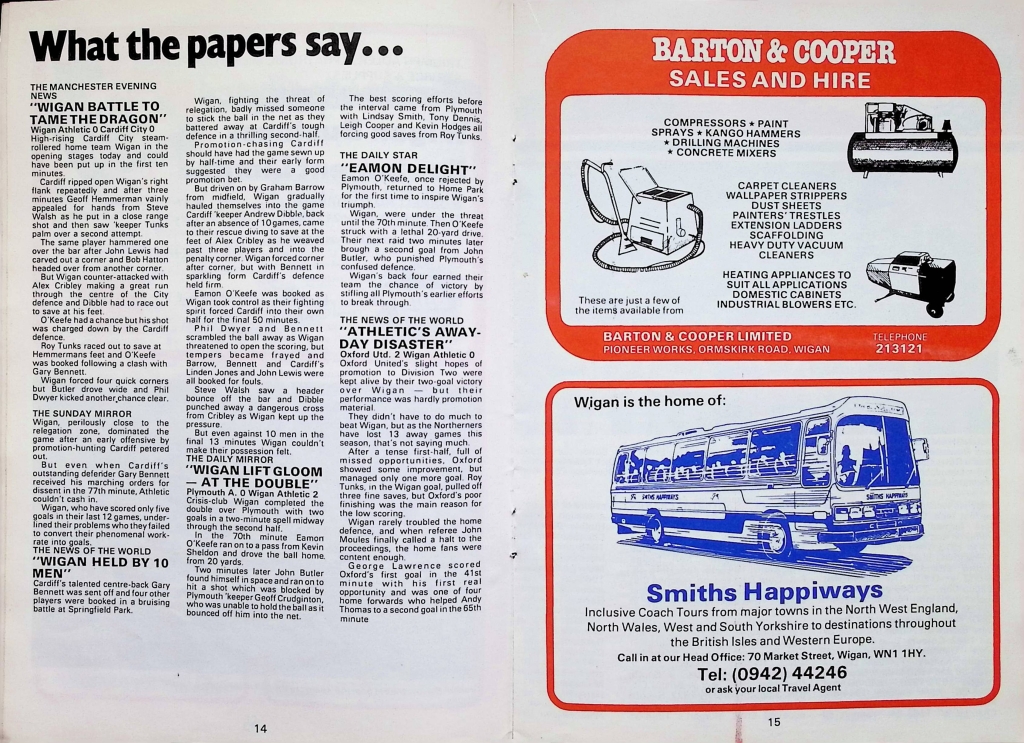 What the papers say...
THE MANCHESTER EVENING
NEWS
"WIGAN BATTLE TO
TAME THE DRAGON"
Wigan Athletic 0 Cardiff City 0
High-rising Cardiff City steam-
rollered home team Wigan in the
opening stages today and could
have been put up in the first ten
minutes.
Cardiff ripped open Wigan's right
flank repeatedly and after three
minutes Geoff Hemmerman vainly
appealed for hands from Steve
Walsh as he put in a close range
shot and then saw 'keeper Tunks
palm over a second attempt.
The same player hammered one
over the bar after John Lewis had
carved out a corner and Bob Hatton
headed over from another corner.
But Wigan counter-attacked with
Alex Cribley making a great run
through the centre of the City
defence and Dibble had to race out
to save at his feet.
O'Keefe had a chance but his shot
was charged down by the Cardiff
defence.
Roy Tunks raced out to save at
Hemmermans feet and O'Keefe
was booked following a clash with
Gary Bennett.
Wigan forced four quick corners
but Butler drove wide and Phil
Dwyer kicked another chance clear.
THE SUNDAY MIRROR
Wigan, perilously close to the
relegation zone, dominated the
game after an early offensive by
promotion-hunting Cardiff petered
out.
But even when Cardiff's
outstanding defender Gary Bennett
received his marching orders for
dissent in the 77th minute, Athletic
couldn't cash in.
Wigan, who have scored only five
goals in their last 12 games, under-
lined their problems who they failed
to convert their phenomenal work-
rate into goals.
THE NEWS OF THE WORLD
"WIGAN HELD BY 10
MEN"
Cardiff's talented centre-back Gary
Bennett was sent off and four other
players were booked in a bruising
battle at Springfield Park.
Wigan, fighting the threat of
relegation, badly missed someone
to stick the ball in the net as they
battered away at Cardiff's tough
defence in a thrilling second-half.
Promotion-chasing Cardiff
should have had the game sewn up
by half-time and their early form
suggested they were a good
promotion bet.
But driven on by Graham Barrow
from midfield, Wigan gradually
hauled themselves into the game
Cardiff 'keeper Andrew Dibble, back
after an absence of 10 games, came
to their rescue diving to save at the
feet of Alex Cribley as he weaved
past three players and into the
penalty corner. Wigan forced corner
after corner, but with Bennett in
sparkling form Cardiff's defence
held firm.
Eamon O'Keefe was booked as
Wigan took control as their fighting
spirit forced Cardiff into their own
half for the final 50 minutes.
Phil Dwyer and Bennett
scrambled the ball away as Wigan
threatened to open the scoring, but
tempers became frayed and
Barrow, Bennett and Cardiff's
Linden Jones and John Lewis were
all booked for fouls.
Steve Walsh saw a header
bounce off the bar and Dibble
punched away a dangerous cross
from Cribley as Wigan kept up the
pressure.
But even against 10 men in the
final 13 minutes Wigan couldn't
make their possession felt.
THE DAILY MIRROR
"WIGAN LIFT GLOOM
— AT THE DOUBLE"
Plymouth A. 0 Wigan Athletic 2
Crisis-club Wigan completed the
double over Plymouth with two
goals in a two-minute spell midway
through the second half.
In the 70th minute Eamon
O'Keefe ran on to a pass from Kevin
Sheldon and drove the ball home
from 20 yards.
Two minutes later John Butler
found himself in space and ran on to
hit a shot which was blocked by
Plymouth 'keeper Geoff Crudginton,
who was unable to hold the ball as it
bounced off him into the net.
The best scoring efforts before
the interval came from Plymouth
with Lindsay Smith, Tony Dennis,
Leigh Cooper and Kevin Hodges all
forcing good saves from Roy Tunks.
THE DAILY STAR
"EAMON DELIGHT"
Eamon O'Keefe, once rejected by
Plymouth, returned to Home Park
for the first time to inspire Wigan's
triumph.
Wigan, were under the threat
until the 70th minute. Then O'Keefe
struck with a lethal 20-yard drive.
Their next raid two minutes later
brough a second goal from John
Butler, who punished Plymouth's
confused defence.
Wigan's back four earned their
team the chance of victory by
stifling all Plymouth's earlier efforts
to break through.
THE NEWS OF THE WORLD
"ATHLETIC'S AWAY-
DAY DISASTER"
Oxford Utd. 2 Wigan Athletic 0
Oxford United's slight hopes of
promotion to Division Two were
kept alive by their two-goal victory
over Wigan — but their
performance was hardly promotion
material.
They didn't have to do much to
beat Wigan, but as the Northerners
have lost 13 away games this
season, that's not saying much.
After a tense first-half, full of
missed opportunities, Oxford
showed some improvement, but
managed only one more goal. Roy
Tunks, in the Wigan goal, pulled off
three fine saves, but Oxford's poor
finishing was the main reason for
the low scoring.
Wigan rarely troubled the home
defence, and when referee John
Moules finally called a halt to the
proceedings, the home fans were
content enough.
George Lawrence scored
Oxford's first goal in the 41st
minute with his first real
opportunity and was one of four
home forwards who helped Andy
Thomas to a second goal in the 65th
minute
14
BARTON & COOPER
SALES AND HIRE
COMPRESSORS ★ PAINT
SPRAYS ★ KANGO HAMMERS
★ DRILLING MACHINES
★ CONCRETE MIXERS
CARPET CLEANERS
WALLPAPER STRIPPERS
DUST SHEETS
PAINTERS' TRESTLES
EXTENSION LADDERS
SCAFFOLDING
HEAVY DUTY VACUUM
CLEANERS
HEATING APPLIANCES TO
SUIT ALL APPLICATIONS
DOMESTIC CABINETS
INDUSTRIAL BLOWERS ETC.
These are just a few of
the items available from
BARTON & COOPER LIMITED
PIONEER WORKS, ORMSKIRK ROAD, WIGAN
TELEPHONE
213121
Wigan is the home of:
SMITHS HAPPIWAYS
SMITHS HAPPIWAYS
Smiths Happiways
Inclusive Coach Tours from major towns in the North West England,
North Wales, West and South Yorkshire to destinations throughout
the British Isles and Western Europe.
Call in at our Head Office: 70 Market Street, Wigan, WN1 1HY.
Tel: (0942) 44246
or ask your local Travel Agent
15